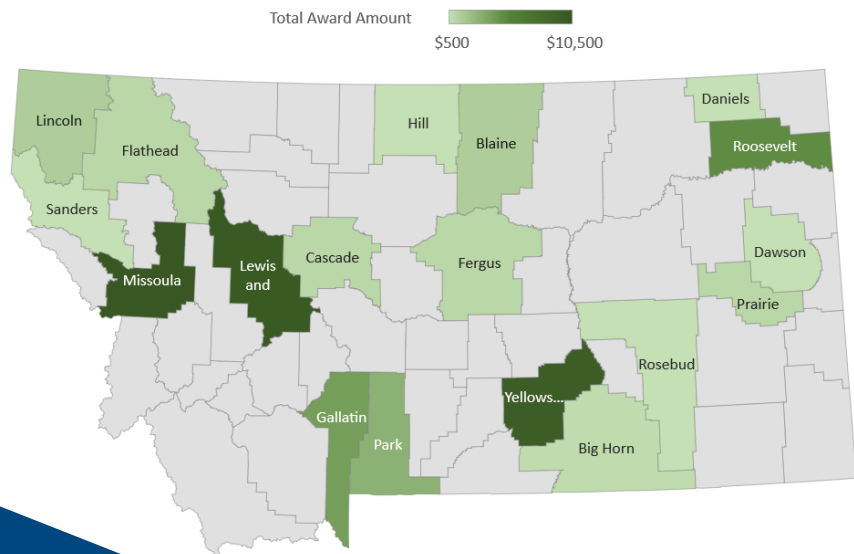 Total Award Amount
$500 $10,500
Lincoln
Flathead
Hill
Blaine
Daniels
Roosevelt
Sanders
Missoula
Lewis
and
Cascade
Fergus
Dawson
Prairie
Rosebud
Yellows...
Gallatin
Park
Big Horn